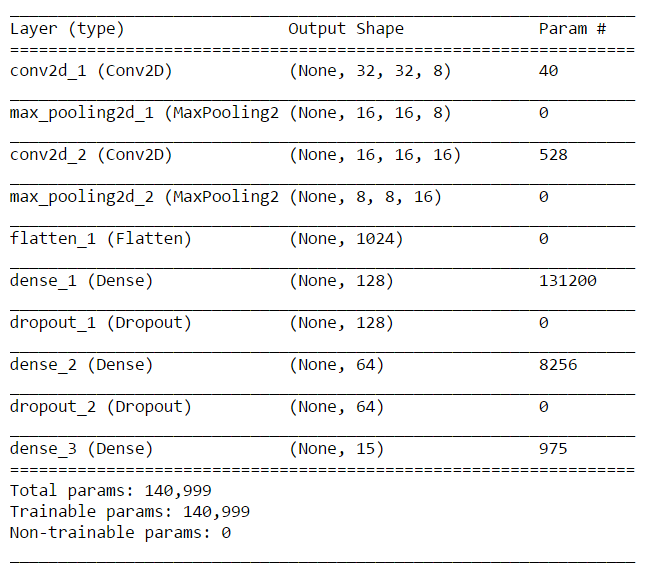 _________________________________________________________________
Layer (type)                 Output Shape              Param #
=================================================================
conv2d_1 (Conv2D)            (None, 32, 32, 8)         40
_________________________________________________________________
max_pooling2d_1 (MaxPooling2 (None, 16, 16, 8)         0
_________________________________________________________________
conv2d_2 (Conv2D)            (None, 16, 16, 16)        528
_________________________________________________________________
max_pooling2d_2 (MaxPooling2 (None, 8, 8, 16)          0
_________________________________________________________________
flatten_1 (Flatten)          (None, 1024)              0
_________________________________________________________________
dense_1 (Dense)              (None, 128)               131200
_________________________________________________________________
dropout_1 (Dropout)          (None, 128)               0
_________________________________________________________________
dense_2 (Dense)              (None, 64)                8256
_________________________________________________________________
dropout_2 (Dropout)          (None, 64)                0
_________________________________________________________________
dense_3 (Dense)              (None, 15)                975
=================================================================
Total params: 140,999
Trainable params: 140,999
Non-trainable params: 0
_________________________________________________________________